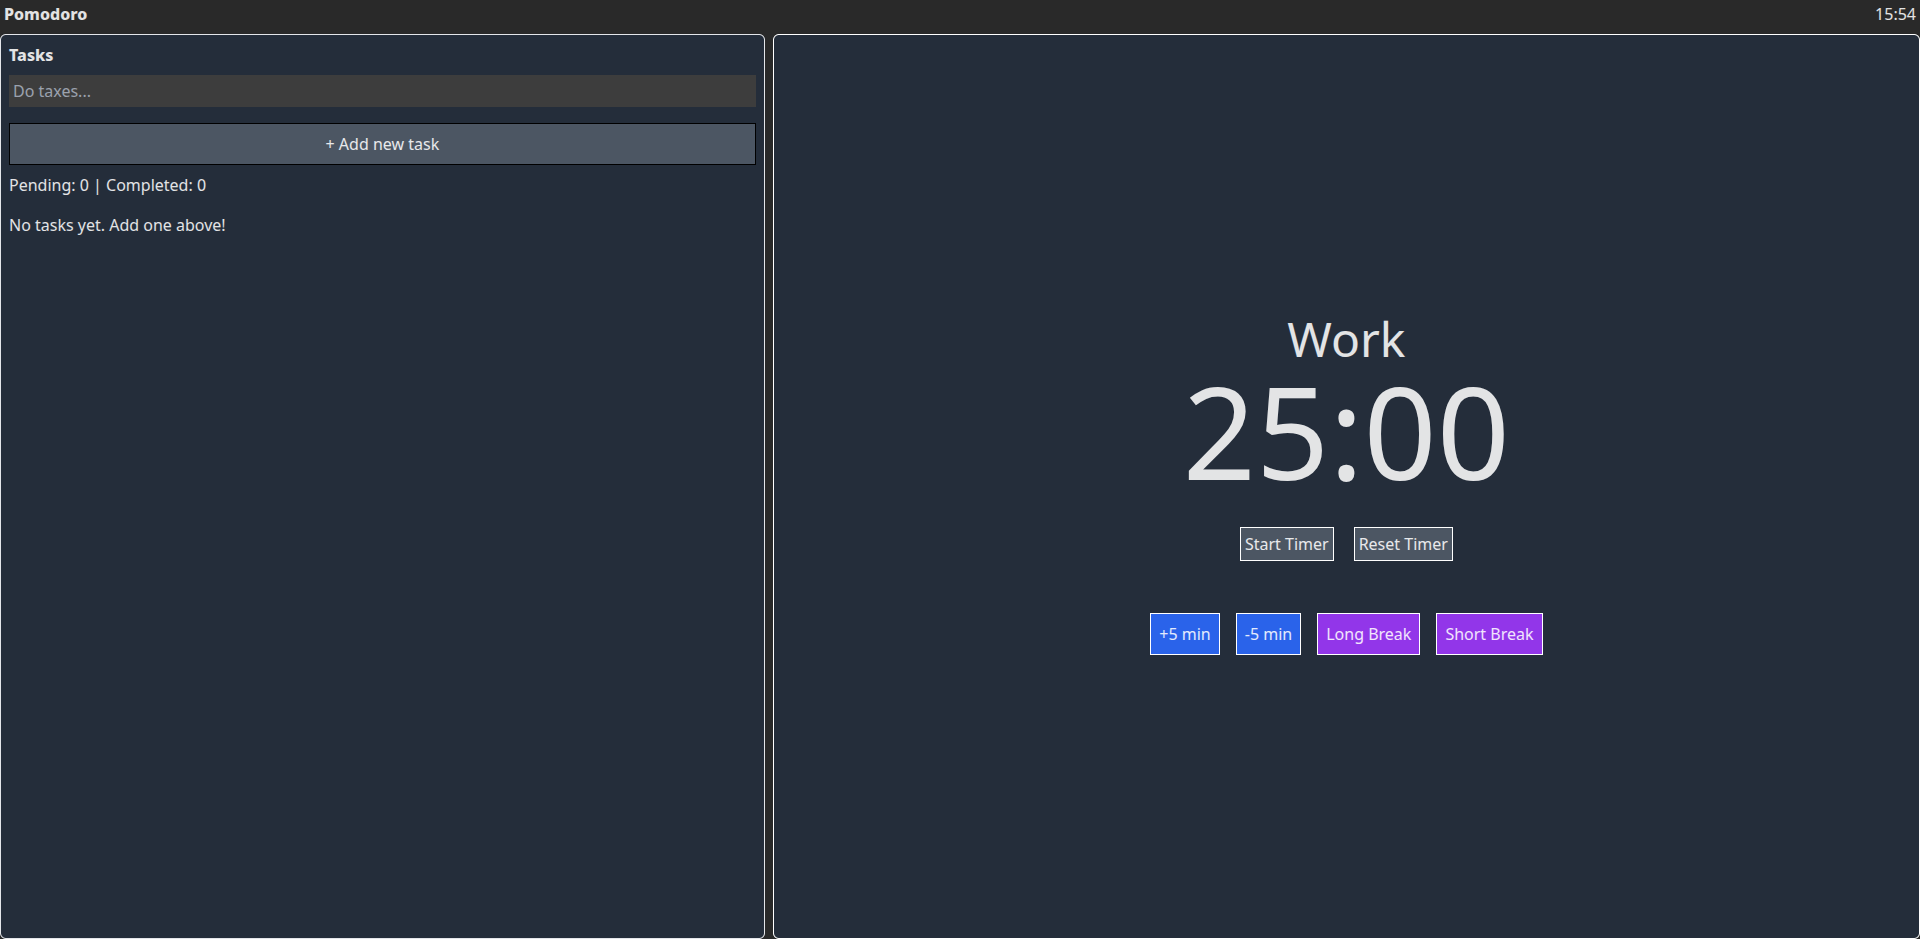 Pomodoro 15:54
Tasks
Do taxes...
+ Add new task
Pending: 0 | Completed: 0
No tasks yet. Add one above!
Work
25:00
Start Timer Reset Timer
+5 min -5 min Long Break Short Break